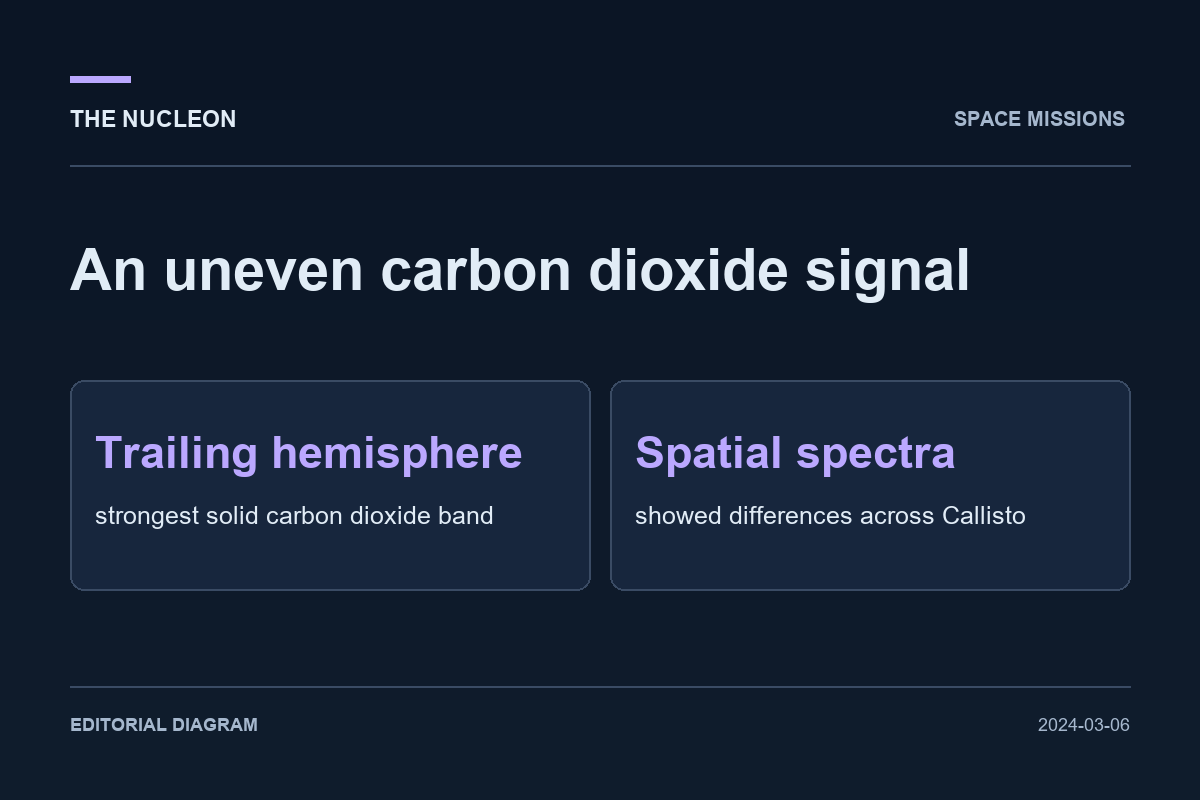 THE NUCLEON
SPACE MISSIONS
An uneven carbon dioxide signal
Trailing hemisphere
strongest solid carbon dioxide band
Spatial spectra
showed differences across Callisto
EDITORIAL DIAGRAM
2024-03-06